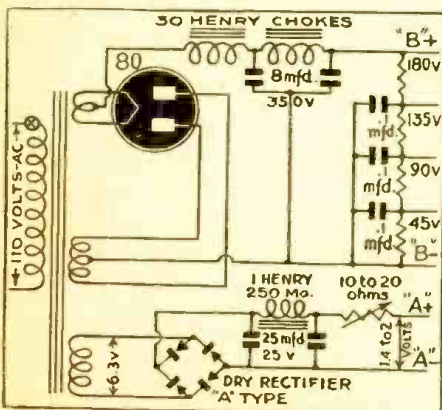 30 HENRY CHOKES
"B"+
80
8 mfd.
350v
180v
110 VOLTS-AC
.1 mfd.
135v
.1 mfd.
90v
.1 mfd.
45v
"B"-
1 HENRY
250 Ma.
10 to 20
ohms
"A"+
6.3v
25 mfd
25 v
1.4 to 2
VOLTS
"A"
DRY RECTIFIER
"A" TYPE